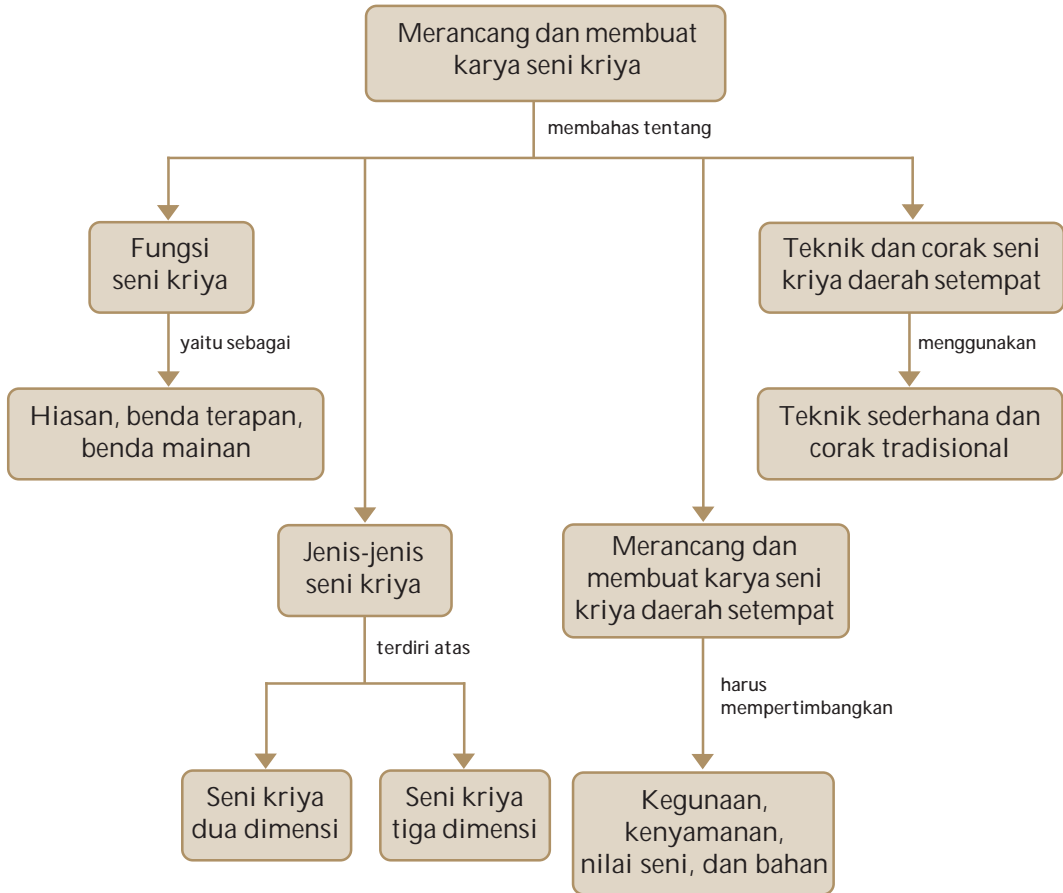 Merancang dan membuat
karya seni kriya
membahas tentang
Fungsi
seni kriya
Teknik dan corak seni
kriya daerah setempat
yaitu sebagai
menggunakan
Hiasan, benda terapan,
benda mainan
Teknik sederhana dan
corak tradisional
Jenis-jenis
seni kriya
Merancang dan
membuat karya seni
kriya daerah setempat
terdiri atas
harus
mempertimbangkan
Seni kriya
dua dimensi
Seni kriya
tiga dimensi
Kegunaan,
kenyamanan,
nilai seni, dan bahan